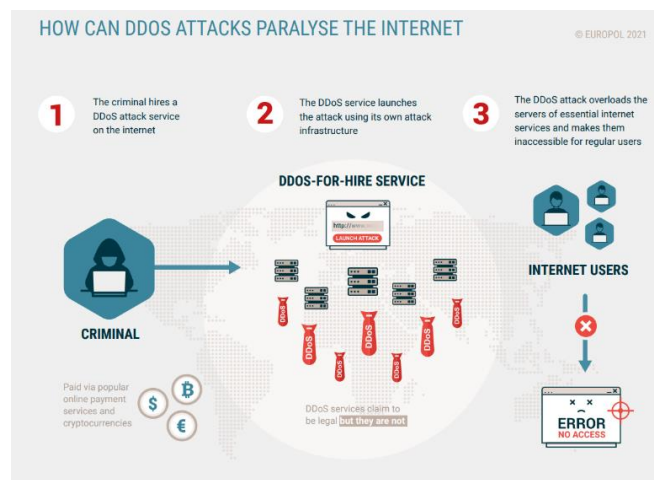 HOW CAN DDOS ATTACKS PARALYSE THE INTERNET
© EUROPOL 2021
1
The criminal hires a
DDoS attack service
on the internet
2
The DDoS service launches
the attack using its own attack
infrastructure
3
The DDoS attack overloads the
servers of essential internet
services and makes them
inaccessible for regular users
DDOS-FOR-HIRE SERVICE
http://www.
LAUNCH ATTACK
CRIMINAL
DDoS
DDoS
DDoS
DDoS
DDoS
DDoS
DDoS
INTERNET USERS
Paid via popular
online payment
services and
cryptocurrencies
$
₿
€
DDoS services claim to
be legal but they are not
ERROR
NO ACCESS